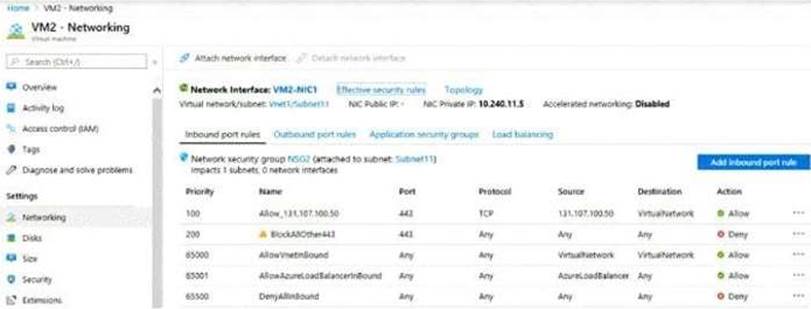 Home > VM2 - Networking
VM2 - Networking
Virtual machine
Search (Ctrl+/)
Attach network interface Detach network interface
Overview
Activity log
Access control (IAM)
Tags
Diagnose and solve problems
Settings
Networking
Disks
Size
Security
Extensions
Network Interface: VM2-NIC1 Effective security rules Topology
Virtual network/subnet: Vnet1/Subnet11 NIC Public IP: - NIC Private IP: 10.240.11.5 Accelerated networking: Disabled
Inbound port rules Outbound port rules Application security groups Load balancing
Network security group NSG2 (attached to subnet: Subnet11)
Impacts 1 subnets, 0 network interfaces
Add inbound port rule
Priority Name Port Protocol Source Destination Action
100 Allow_131.107.100.50 443 TCP 131.107.100.50 VirtualNetwork Allow ...
200 BlockAllOther443 443 Any Any Any Deny ...
65000 AllowVnetInBound Any Any VirtualNetwork VirtualNetwork Allow ...
65001 AllowAzureLoadBalancerInBound Any Any AzureLoadBalancer Any Allow ...
65500 DenyAllInBound Any Any Any Any Deny ...